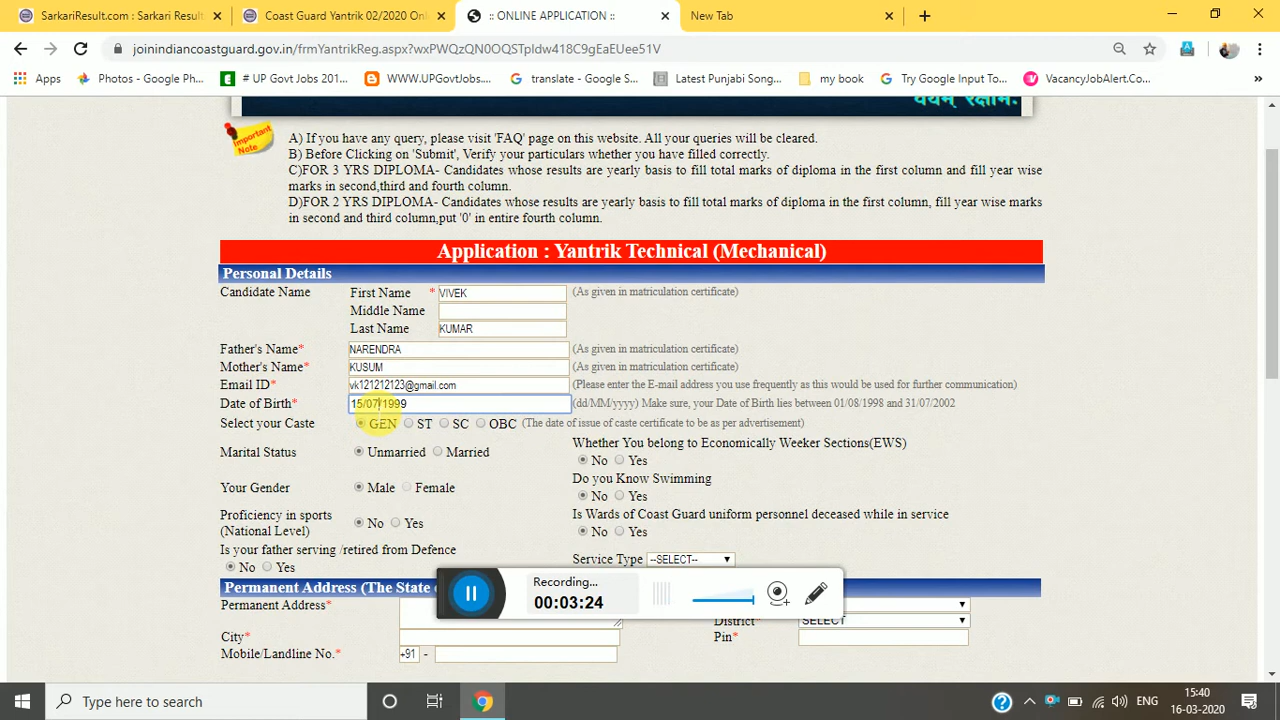 SarkariResult.com : Sarkari Result
Coast Guard Yantrik 02/2020 Onl
:: ONLINE APPLICATION ::
New Tab
joinindiancoastguard.gov.in/frmYantrikReg.aspx?wxPWQzQN0OQSTpIdw418C9gEaEUee51V
Apps
Photos - Google Ph...
# UP Govt Jobs 201...
WWW.UPGovtJobs....
translate - Google S...
Latest Punjabi Song...
my book
Try Google Input To...
VacancyJobAlert.Co...
वयम् रक्षामः
Important Note
A) If you have any query, please visit 'FAQ' page on this website. All your queries will be cleared.
B) Before Clicking on 'Submit', Verify your particulars whether you have filled correctly.
C)FOR 3 YRS DIPLOMA- Candidates whose results are yearly basis to fill total marks of diploma in the first column and fill year wise
marks in second,third and fourth column.
D)FOR 2 YRS DIPLOMA- Candidates whose results are yearly basis to fill total marks of diploma in the first column, fill year wise marks
in second and third column,put '0' in entire fourth column.
Application : Yantrik Technical (Mechanical)
Personal Details
Candidate Name First Name * VIVEK (As given in matriculation certificate)
Middle Name
Last Name KUMAR
Father's Name* NARENDRA (As given in matriculation certificate)
Mother's Name* KUSUM (As given in matriculation certificate)
Email ID* vk121212123@gmail.com (Please enter the E-mail address you use frequently as this would be used for further communication)
Date of Birth* 15/07/1999 (dd/MM/yyyy) Make sure, your Date of Birth lies between 01/08/1998 and 31/07/2002
Select your Caste GEN ST SC OBC (The date of issue of caste certificate to be as per advertisement)
Marital Status Unmarried Married
Whether You belong to Economically Weeker Sections(EWS)
No Yes
Your Gender Male Female
Do you Know Swimming
No Yes
Proficiency in sports
(National Level) No Yes
Is Wards of Coast Guard uniform personnel deceased while in service
No Yes
Is your father serving /retired from Defence
No Yes
Service Type --SELECT--
Permanent Address (The State o
Permanent Address*
District* SELECT
City*
Pin*
Mobile/Landline No.* +91 -
Recording...
00:03:24
Type here to search
ENG
15:40
16-03-2020